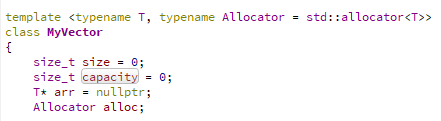 template <typename T, typename Allocator = std::allocator<T>>
class MyVector
{
    size_t size = 0;
    size_t capacity = 0;
    T* arr = nullptr;
    Allocator alloc;